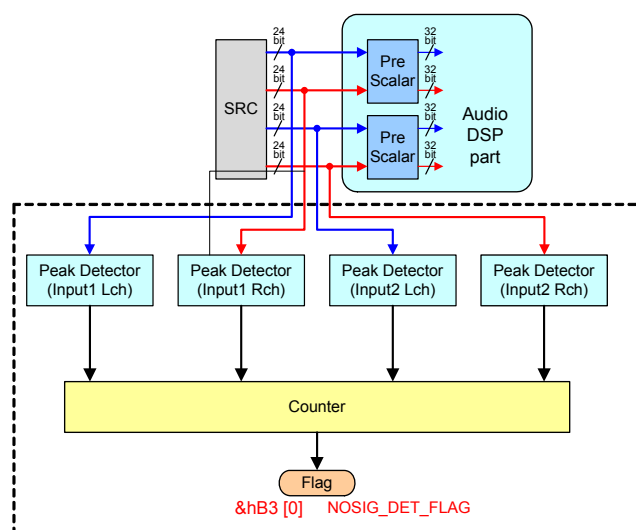 24
bit
32
bit
24
bit
Pre
Scalar
32
bit
SRC
24
bit
32
bit
Audio
DSP
part
24
bit
Pre
Scalar
32
bit
Peak Detector
(Input1 Lch)
Peak Detector
(Input1 Rch)
Peak Detector
(Input2 Lch)
Peak Detector
(Input2 Rch)
Counter
Flag
&hB3 [0] NOSIG_DET_FLAG